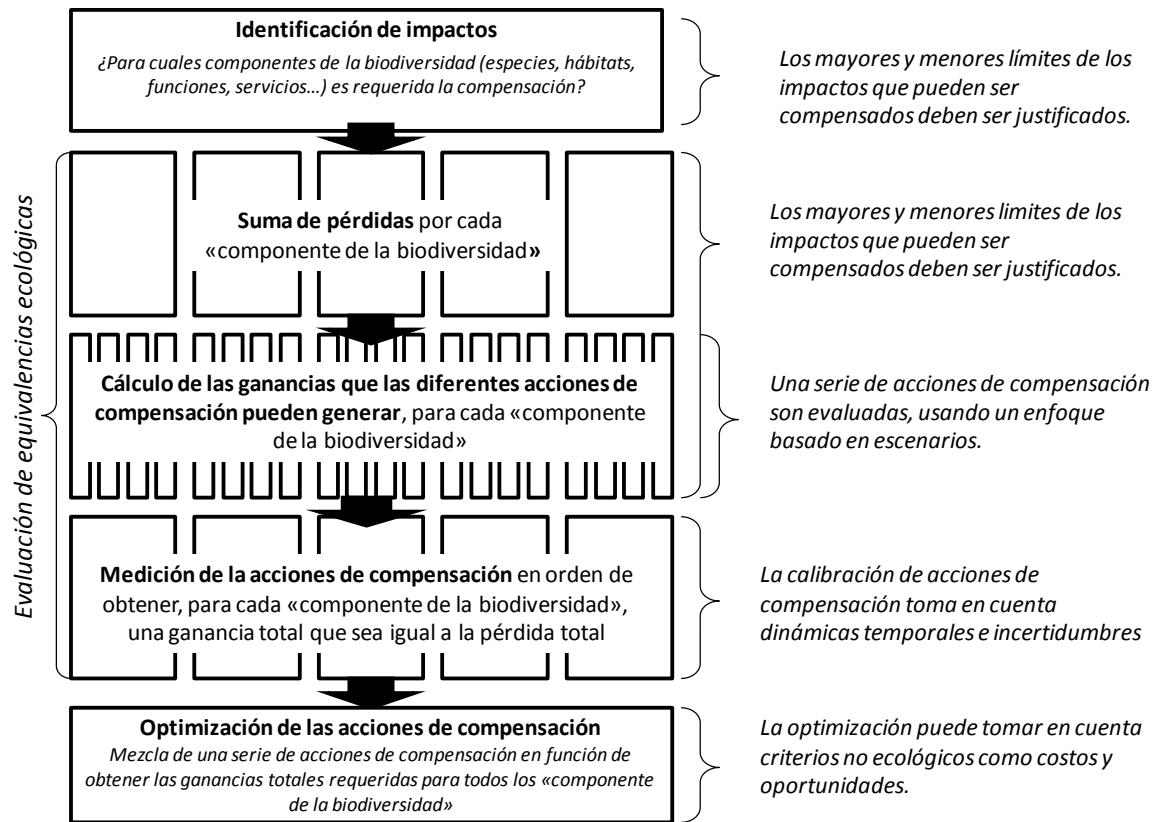 Identificación de impactos
¿Para cuales componentes de la biodiversidad (especies, hábitats,
funciones, servicios...) es requerida la compensación?
Los mayores y menores límites de los
impactos que pueden ser
compensados deben ser justificados.
Evaluación de equivalencias ecológicas
Suma de pérdidas por cada
«componente de la biodiversidad»
Los mayores y menores limites de los
impactos que pueden ser
compensados deben ser justificados.
Cálculo de las ganancias que las diferentes acciones de
compensación pueden generar, para cada «componente
de la biodiversidad»
Una serie de acciones de compensación
son evaluadas, usando un enfoque
basado en escenarios.
Medición de la acciones de compensación en orden de
obtener, para cada «componente de la biodiversidad»,
una ganancia total que sea igual a la pérdida total
La calibración de acciones de
compensación toma en cuenta
dinámicas temporales e incertidumbres
Optimización de las acciones de compensación
Mezcla de una serie de acciones de compensación en función de
obtener las ganancias totales requeridas para todos los «componente
de la biodiversidad»
La optimización puede tomar en cuenta
criterios no ecológicos como costos y
oportunidades.